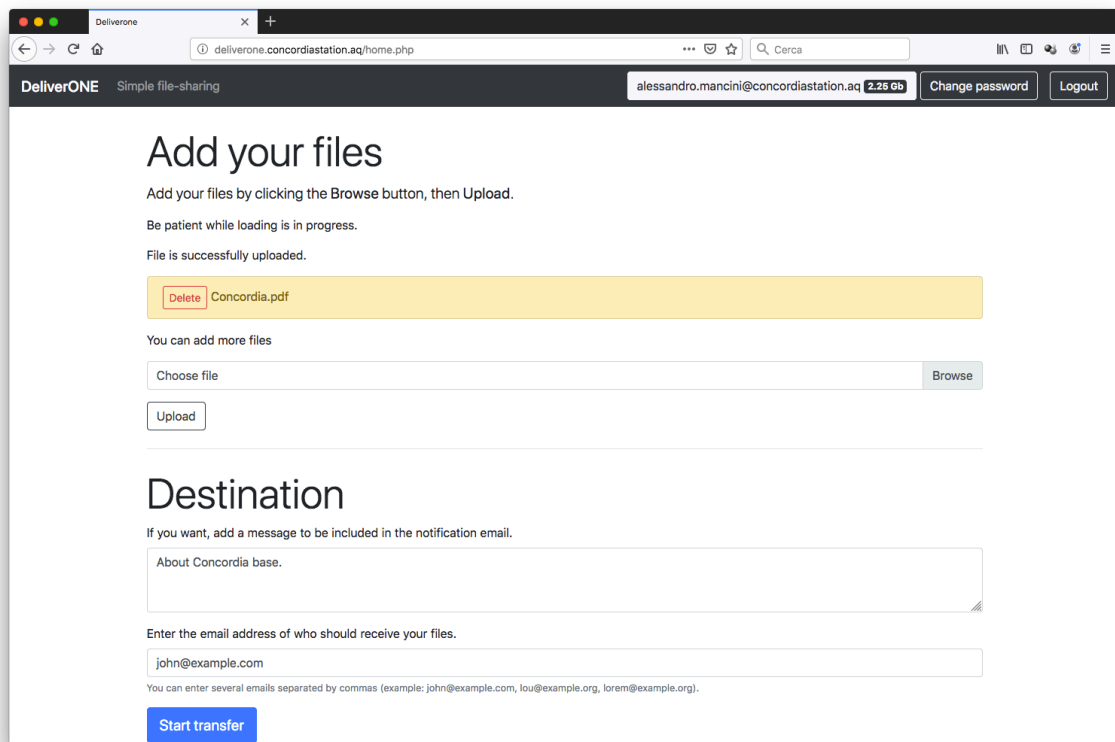 Deliverone
deliverone.concordiastation.aq/home.php
Cerca
DeliverONE Simple file-sharing alessandro.mancini@concordiastation.aq 2.25 Gb Change password Logout
Add your files
Add your files by clicking the Browse button, then Upload.
Be patient while loading is in progress.
File is successfully uploaded.
Delete Concordia.pdf
You can add more files
Choose file Browse
Upload
Destination
If you want, add a message to be included in the notification email.
About Concordia base.
Enter the email address of who should receive your files.
john@example.com
You can enter several emails separated by commas (example: john@example.com, lou@example.org, lorem@example.org).
Start transfer